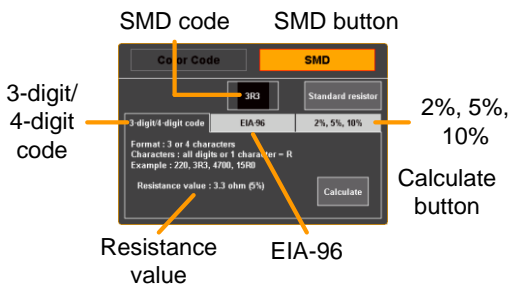 SMD code
SMD button
Color Code
SMD
3R3
Standard resistor
3-digit/
4-digit
code
3-digit/4-digit code
EIA-96
2%, 5%, 10%
2%, 5%,
10%
Format : 3 or 4 characters
Characters : all digits or 1 character = R
Example : 220, 3R3, 4700, 15R0
Resistance value : 3.3 ohm (5%)
Calculate
Calculate
button
Resistance
value
EIA-96